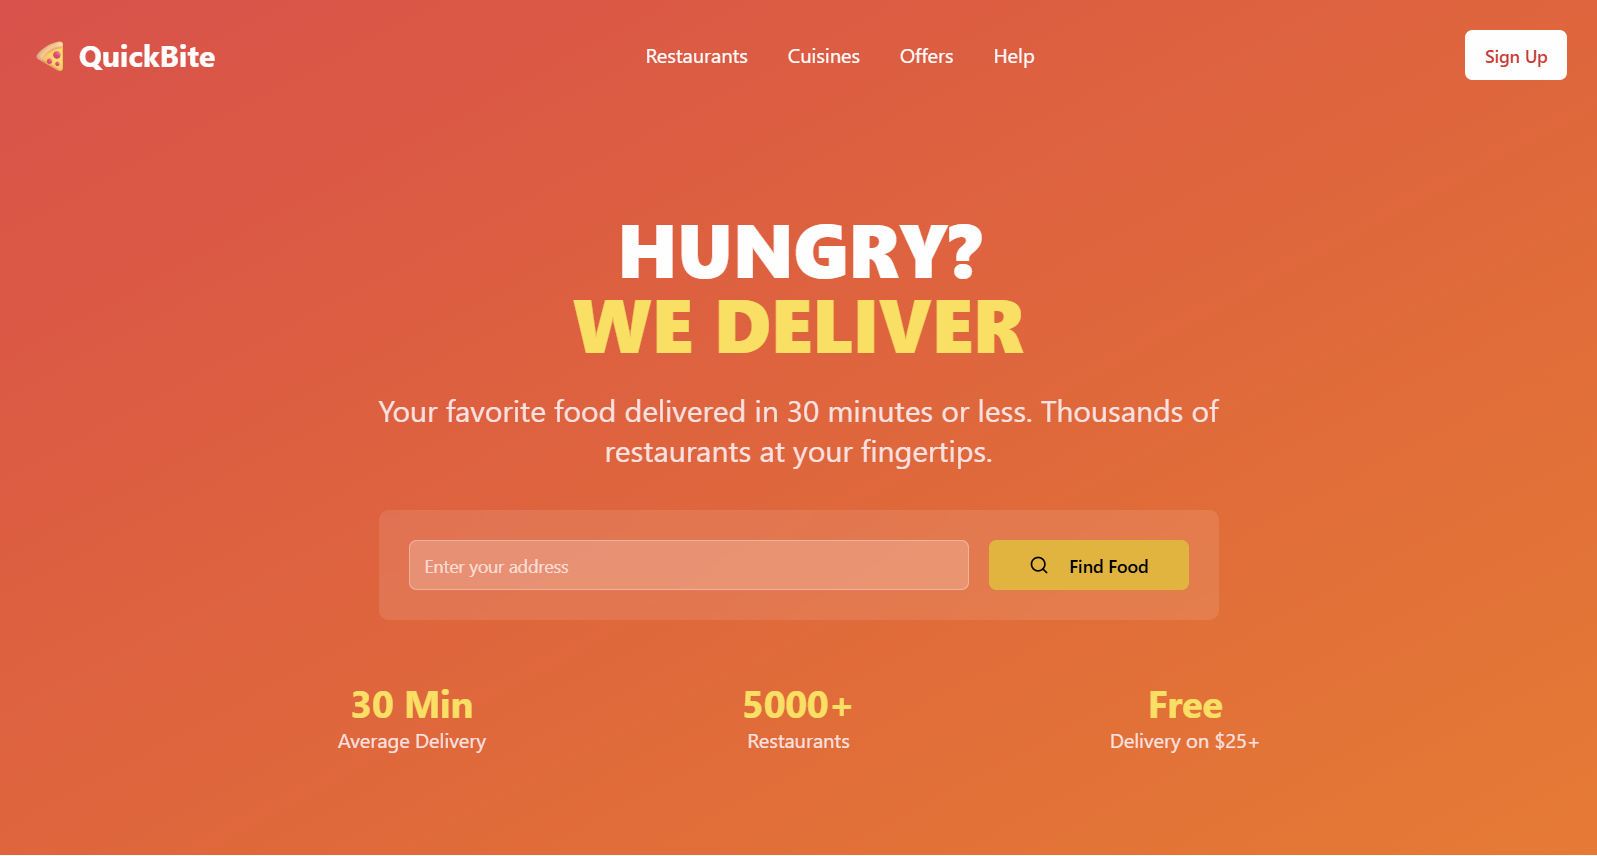 QuickBite
Restaurants
Cuisines
Offers
Help
Sign Up
HUNGRY?
WE DELIVER
Your favorite food delivered in 30 minutes or less. Thousands of
restaurants at your fingertips.
Enter your address
Find Food
30 Min
Average Delivery
5000+
Restaurants
Free
Delivery on $25+